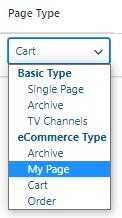 Page Type
Cart
Basic Type
Single Page
Archive
TV Channels
eCommerce Type
Archive
My Page
Cart
Order